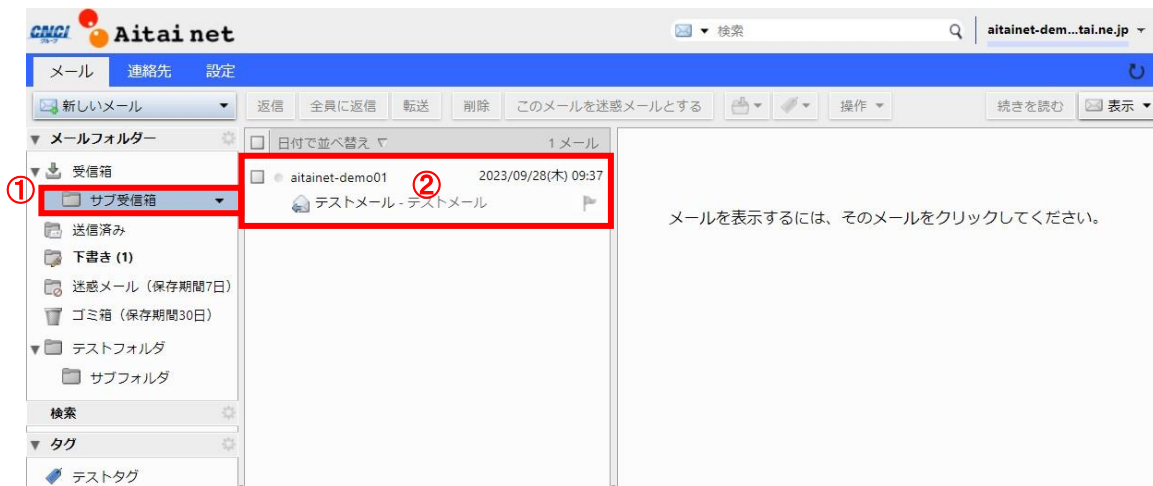 CNCI
グループ
Aitai net
検索
aitainet-dem...tai.ne.jp
メール 連絡先 設定
新しいメール 返信 全員に返信 転送 削除 このメールを迷惑メールとする 操作 続きを読む 表示
メールフォルダー
日付で並べ替え 1 メール
受信箱
① サブ受信箱
aitainet-demo01 ② 2023/09/28(木) 09:37
テストメール - テストメール
メールを表示するには、そのメールをクリックしてください。
送信済み
下書き (1)
迷惑メール（保存期間7日）
ゴミ箱（保存期間30日）
テストフォルダ
サブフォルダ
検索
タグ
テストタグ